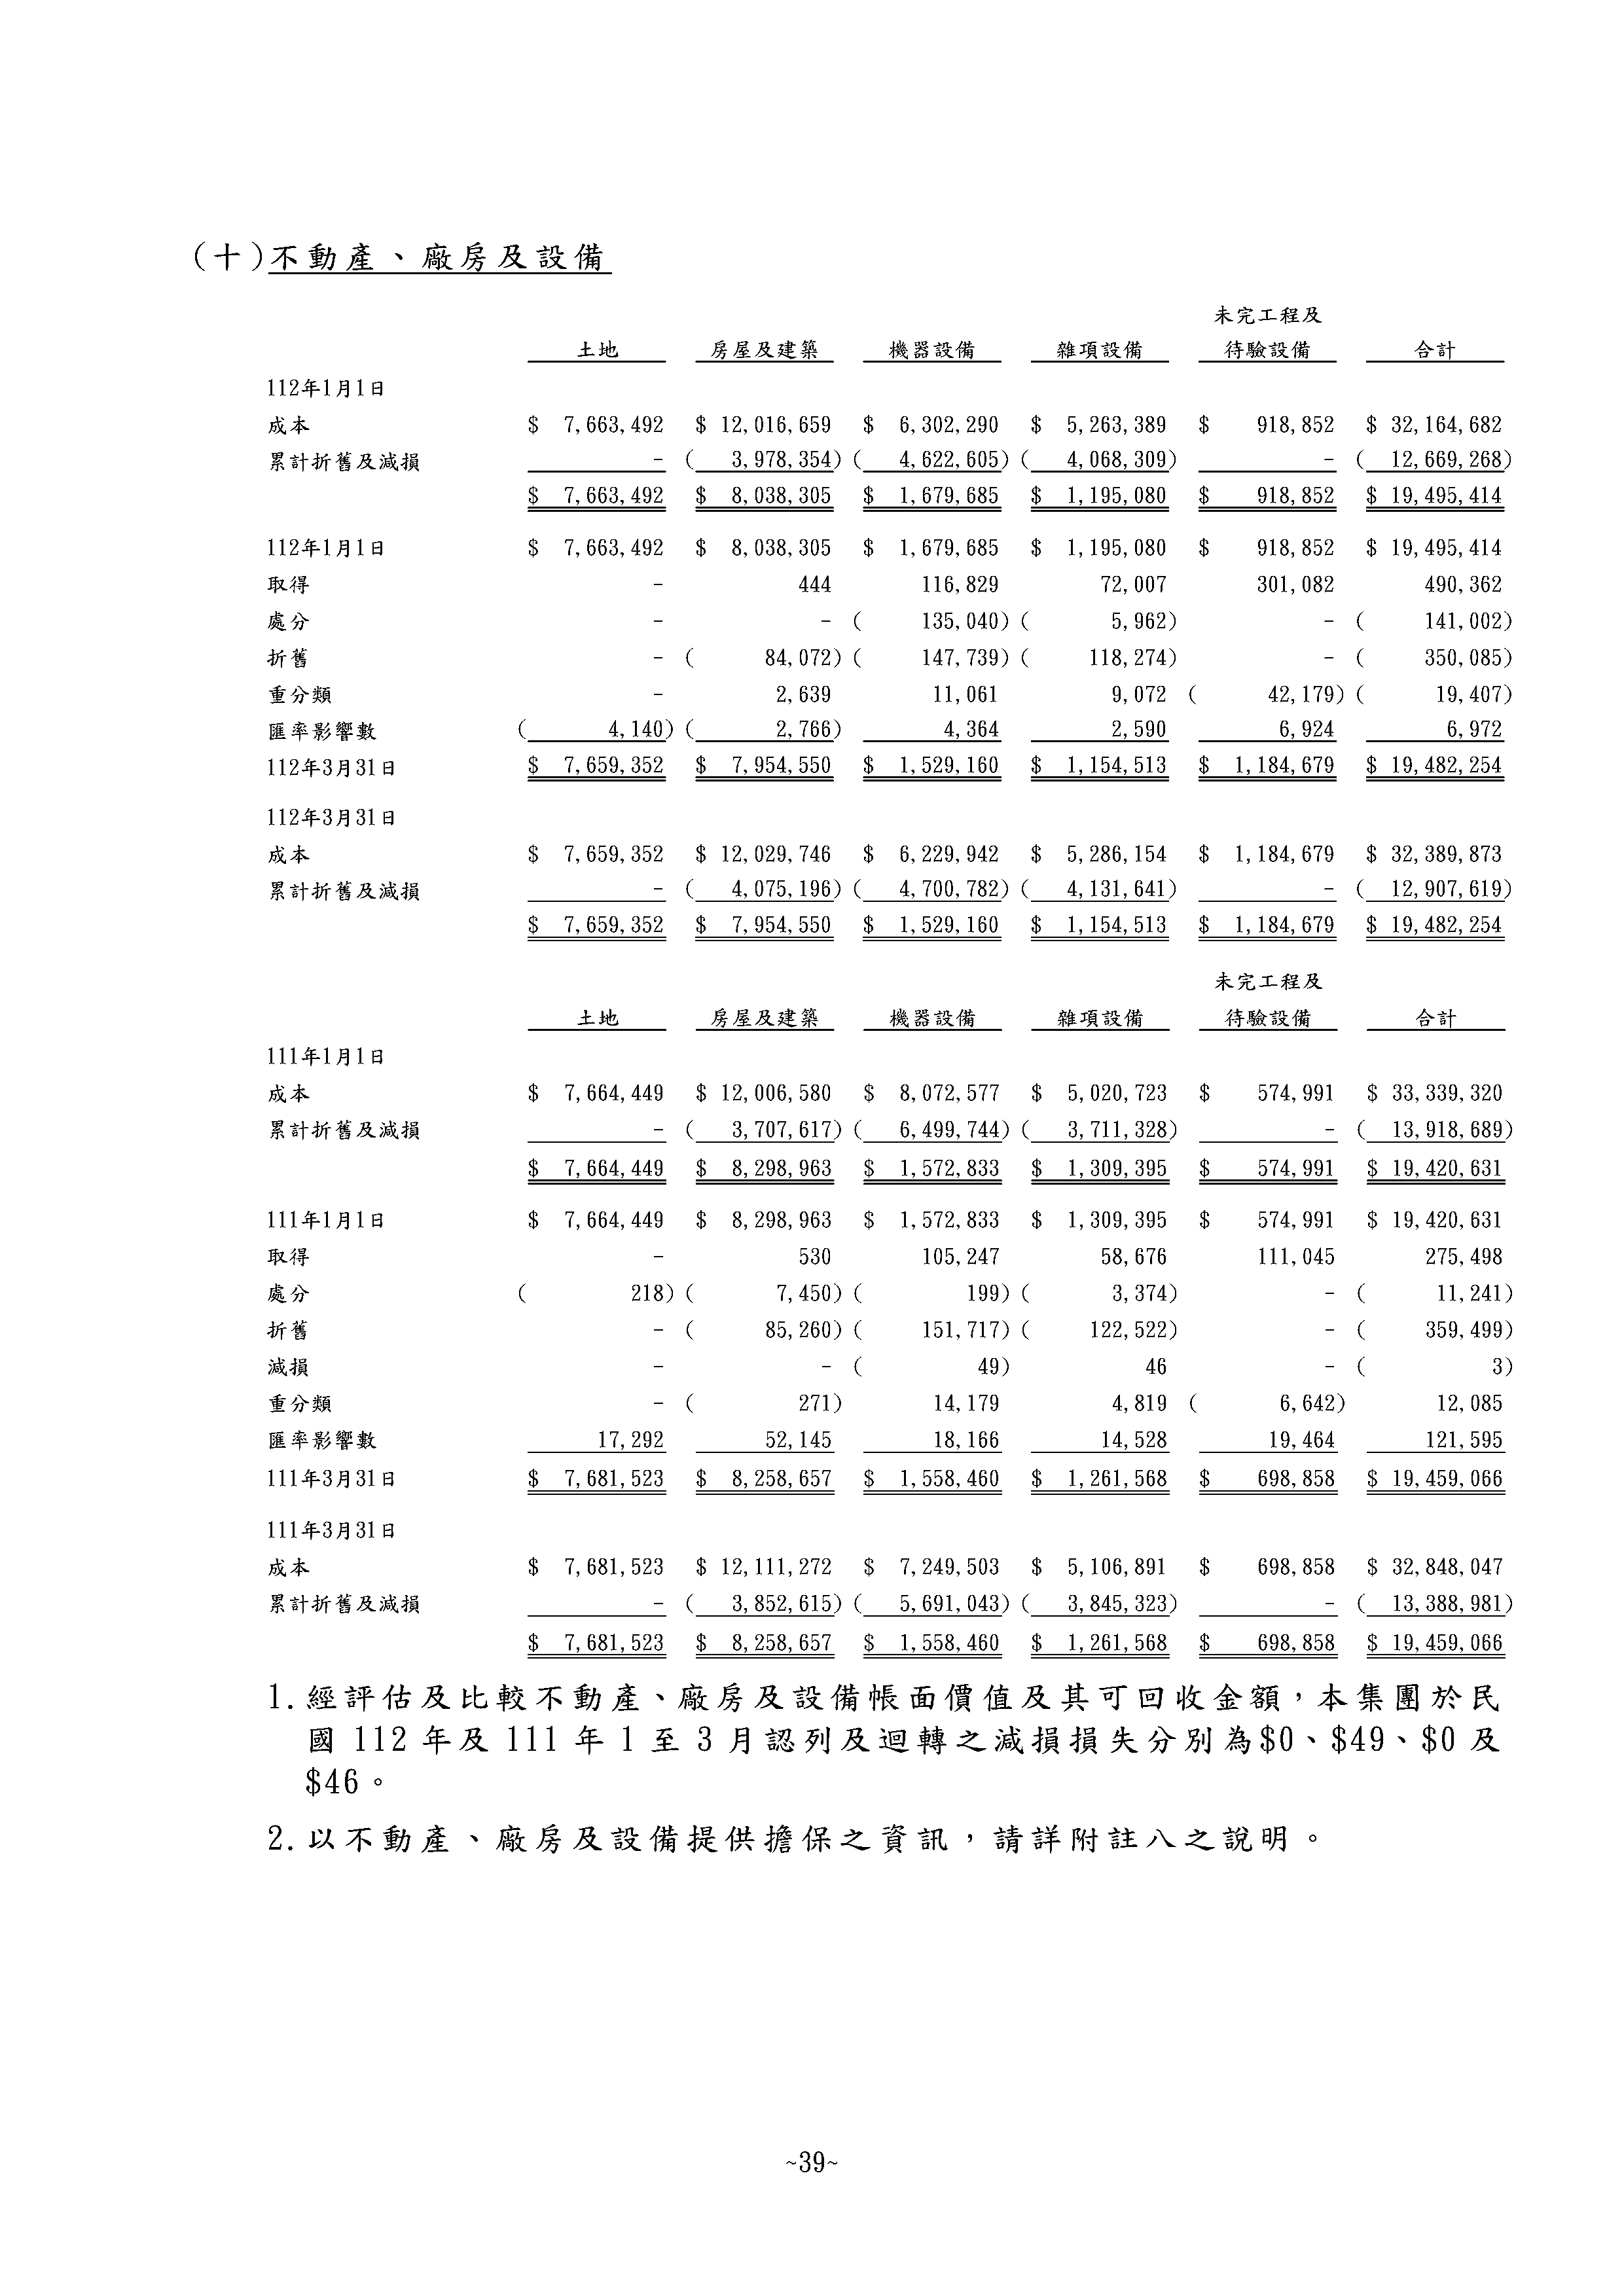 (十)不動產、廠房及設備
未完工程及
土地 房屋及建築 機器設備 雜項設備 待驗設備 合計
112年1月1日
成本 $ 7,663,492 $ 12,016,659 $ 6,302,290 $ 5,263,389 $ 918,852 $ 32,164,682
累計折舊及減損 - ( 3,978,354) ( 4,622,605) ( 4,068,309) - ( 12,669,268)
$ 7,663,492 $ 8,038,305 $ 1,679,685 $ 1,195,080 $ 918,852 $ 19,495,414
112年1月1日 $ 7,663,492 $ 8,038,305 $ 1,679,685 $ 1,195,080 $ 918,852 $ 19,495,414
取得 - 444 116,829 72,007 301,082 490,362
處分 - - ( 135,040) ( 5,962) - ( 141,002)
折舊 - ( 84,072) ( 147,739) ( 118,274) - ( 350,085)
重分類 - 2,639 11,061 9,072 ( 42,179) ( 19,407)
匯率影響數 ( 4,140) ( 2,766) 4,364 2,590 6,924 6,972
112年3月31日 $ 7,659,352 $ 7,954,550 $ 1,529,160 $ 1,154,513 $ 1,184,679 $ 19,482,254
112年3月31日
成本 $ 7,659,352 $ 12,029,746 $ 6,229,942 $ 5,286,154 $ 1,184,679 $ 32,389,873
累計折舊及減損 - ( 4,075,196) ( 4,700,782) ( 4,131,641) - ( 12,907,619)
$ 7,659,352 $ 7,954,550 $ 1,529,160 $ 1,154,513 $ 1,184,679 $ 19,482,254
未完工程及
土地 房屋及建築 機器設備 雜項設備 待驗設備 合計
111年1月1日
成本 $ 7,664,449 $ 12,006,580 $ 8,072,577 $ 5,020,723 $ 574,991 $ 33,339,320
累計折舊及減損 - ( 3,707,617) ( 6,499,744) ( 3,711,328) - ( 13,918,689)
$ 7,664,449 $ 8,298,963 $ 1,572,833 $ 1,309,395 $ 574,991 $ 19,420,631
111年1月1日 $ 7,664,449 $ 8,298,963 $ 1,572,833 $ 1,309,395 $ 574,991 $ 19,420,631
取得 - 530 105,247 58,676 111,045 275,498
處分 ( 218) ( 7,450) ( 199) ( 3,374) - ( 11,241)
折舊 - ( 85,260) ( 151,717) ( 122,522) - ( 359,499)
減損 - - ( 49) 46 - ( 3)
重分類 - ( 271) 14,179 4,819 ( 6,642) 12,085
匯率影響數 17,292 52,145 18,166 14,528 19,464 121,595
111年3月31日 $ 7,681,523 $ 8,258,657 $ 1,558,460 $ 1,261,568 $ 698,858 $ 19,459,066
111年3月31日
成本 $ 7,681,523 $ 12,111,272 $ 7,249,503 $ 5,106,891 $ 698,858 $ 32,848,047
累計折舊及減損 - ( 3,852,615) ( 5,691,043) ( 3,845,323) - ( 13,388,981)
$ 7,681,523 $ 8,258,657 $ 1,558,460 $ 1,261,568 $ 698,858 $ 19,459,066
1.經評估及比較不動產、廠房及設備帳面價值及其可回收金額，本集團於民
國 112 年及 111 年 1 至 3 月認列及迴轉之減損損失分別為$0、$49、$0 及
$46。
2.以不動產、廠房及設備提供擔保之資訊，請詳附註八之說明。
~39~